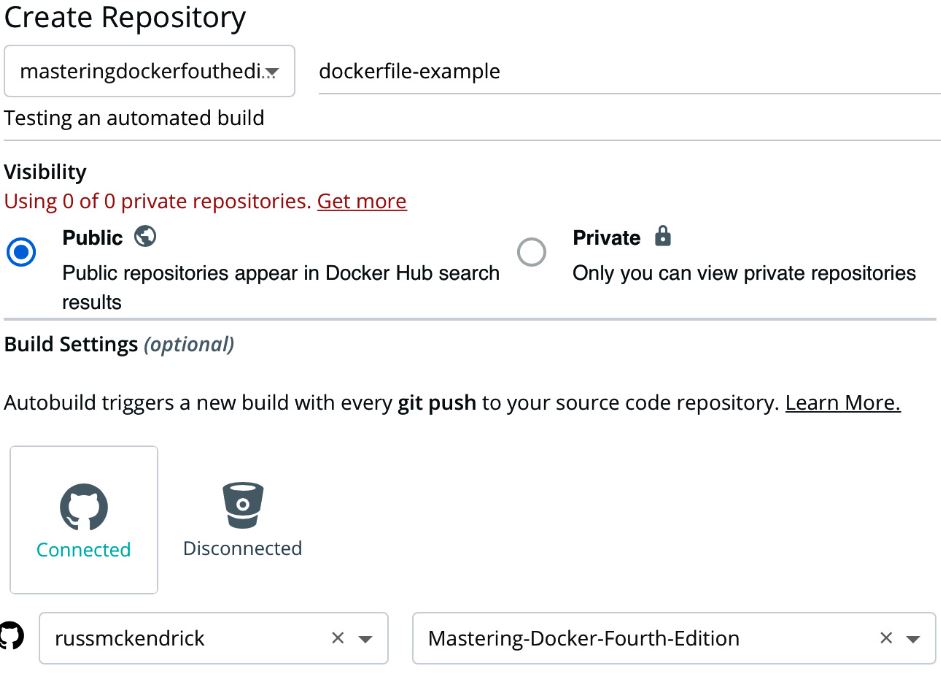 Create Repository
masteringdockerfouthedi... dockerfile-example
Testing an automated build
Visibility
Using 0 of 0 private repositories. Get more
Public Private
Public repositories appear in Docker Hub search Only you can view private repositories
results
Build Settings (optional)
Autobuild triggers a new build with every git push to your source code repository. Learn More.
Connected Disconnected
russmckendrick Mastering-Docker-Fourth-Edition